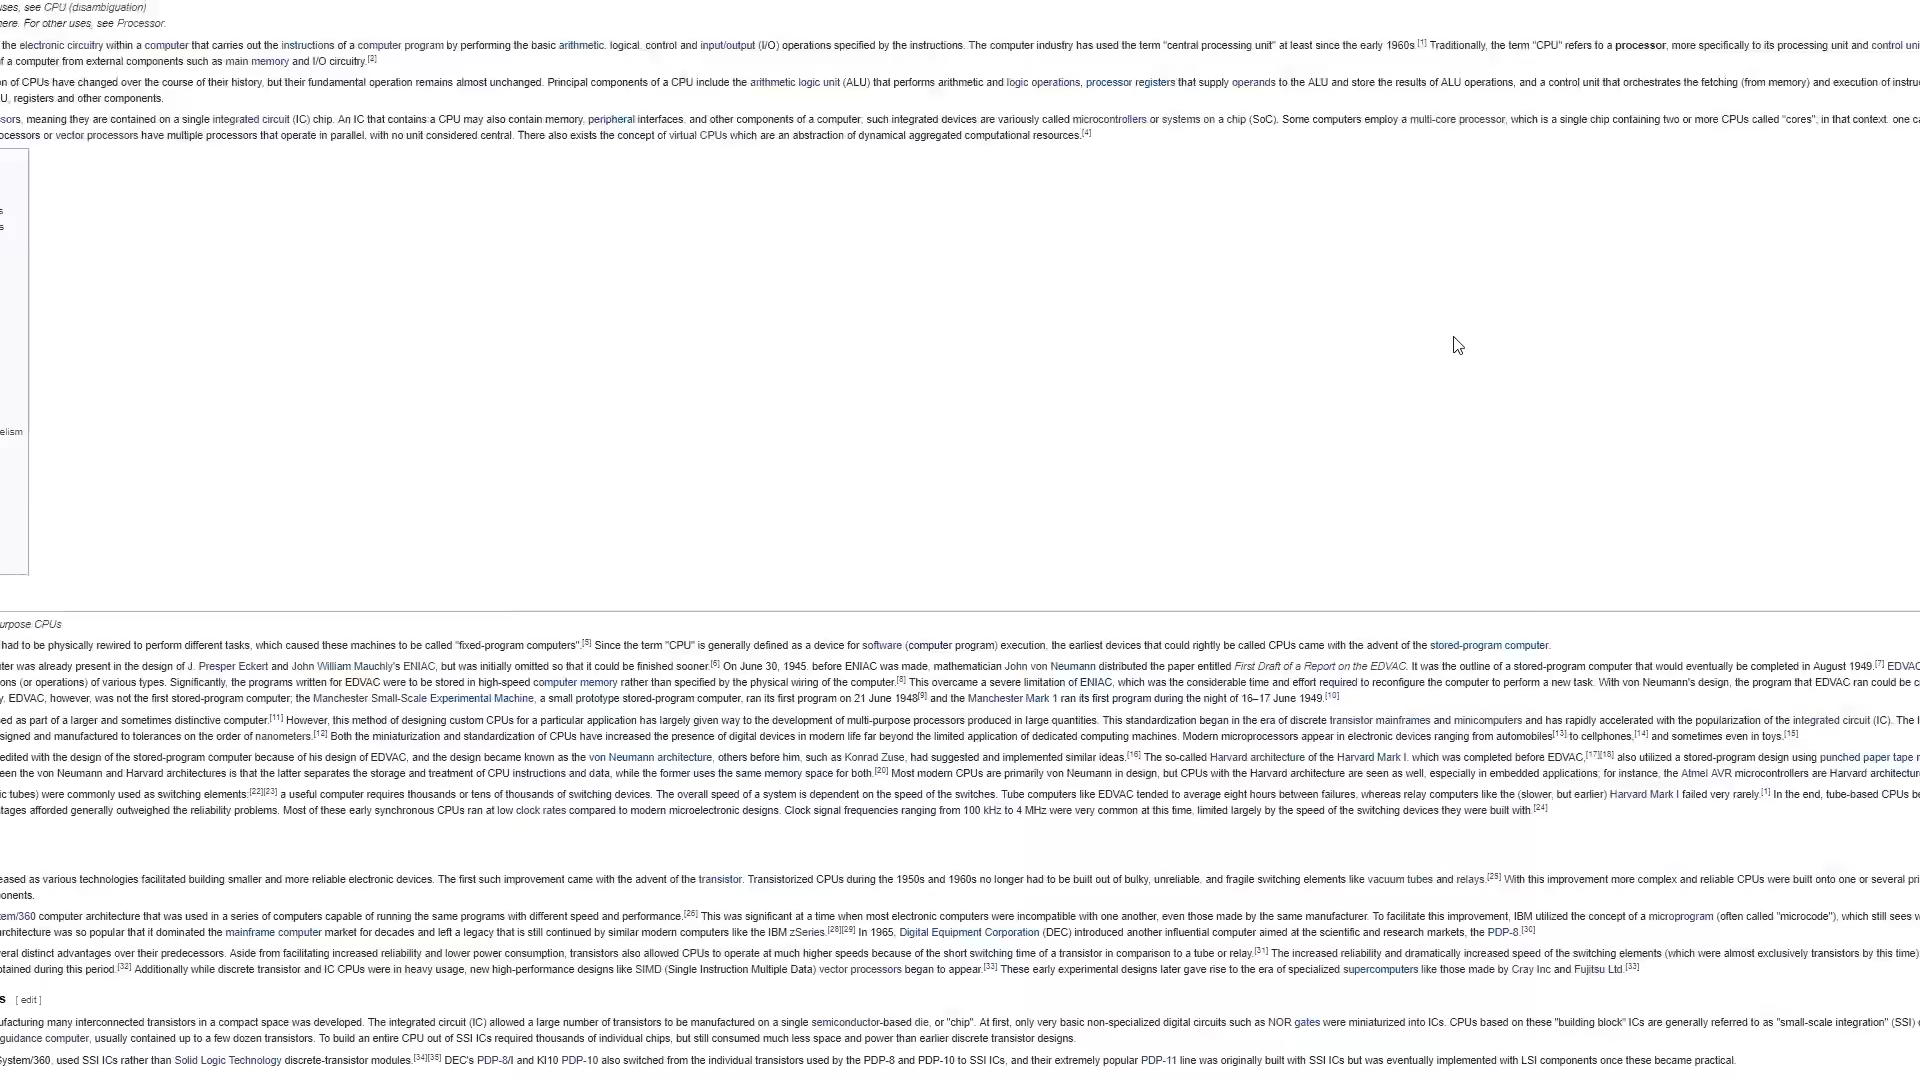 uses, see CPU (disambiguation)
here. For other uses, see Processor.
the electronic circuitry within a computer that carries out the instructions of a computer program by performing the basic arithmetic, logical, control and input/output (I/O) operations specified by the instructions. The computer industry has used the term "central processing unit" at least since the early 1960s.[1] Traditionally, the term "CPU" refers to a processor, more specifically to its processing unit and control uni
f a computer from external components such as main memory and I/O circuitry.[2]
n of CPUs have changed over the course of their history, but their fundamental operation remains almost unchanged. Principal components of a CPU include the arithmetic logic unit (ALU) that performs arithmetic and logic operations, processor registers that supply operands to the ALU and store the results of ALU operations, and a control unit that orchestrates the fetching (from memory) and execution of instruc
U, registers and other components.
ssors, meaning they are contained on a single integrated circuit (IC) chip. An IC that contains a CPU may also contain memory, peripheral interfaces, and other components of a computer; such integrated devices are variously called microcontrollers or systems on a chip (SoC). Some computers employ a multi-core processor, which is a single chip containing two or more CPUs called "cores"; in that context, one ca
ocessors or vector processors have multiple processors that operate in parallel, with no unit considered central. There also exists the concept of virtual CPUs which are an abstraction of dynamical aggregated computational resources.[4]
s
s
elism
urpose CPUs
had to be physically rewired to perform different tasks, which caused these machines to be called "fixed-program computers".[5] Since the term "CPU" is generally defined as a device for software (computer program) execution, the earliest devices that could rightly be called CPUs came with the advent of the stored-program computer.
ter was already present in the design of J. Presper Eckert and John William Mauchly's ENIAC, but was initially omitted so that it could be finished sooner.[6] On June 30, 1945, before ENIAC was made, mathematician John von Neumann distributed the paper entitled First Draft of a Report on the EDVAC. It was the outline of a stored-program computer that would eventually be completed in August 1949.[7] EDVAC
ons (or operations) of various types. Significantly, the programs written for EDVAC were to be stored in high-speed computer memory rather than specified by the physical wiring of the computer.[8] This overcame a severe limitation of ENIAC, which was the considerable time and effort required to reconfigure the computer to perform a new task. With von Neumann's design, the program that EDVAC ran could be c
y. EDVAC, however, was not the first stored-program computer; the Manchester Small-Scale Experimental Machine, a small prototype stored-program computer, ran its first program on 21 June 1948[9] and the Manchester Mark 1 ran its first program during the night of 16–17 June 1949.[10]
ed as part of a larger and sometimes distinctive computer.[11] However, this method of designing custom CPUs for a particular application has largely given way to the development of multi-purpose processors produced in large quantities. This standardization began in the era of discrete transistor mainframes and minicomputers and has rapidly accelerated with the popularization of the integrated circuit (IC). The I
signed and manufactured to tolerances on the order of nanometers.[12] Both the miniaturization and standardization of CPUs have increased the presence of digital devices in modern life far beyond the limited application of dedicated computing machines. Modern microprocessors appear in electronic devices ranging from automobiles[13] to cellphones,[14] and sometimes even in toys.[15]
edited with the design of the stored-program computer because of his design of EDVAC, and the design became known as the von Neumann architecture, others before him, such as Konrad Zuse, had suggested and implemented similar ideas.[16] The so-called Harvard architecture of the Harvard Mark I, which was completed before EDVAC,[17][18] also utilized a stored-program design using punched paper tape r
een the von Neumann and Harvard architectures is that the latter separates the storage and treatment of CPU instructions and data, while the former uses the same memory space for both.[20] Most modern CPUs are primarily von Neumann in design, but CPUs with the Harvard architecture are seen as well, especially in embedded applications; for instance, the Atmel AVR microcontrollers are Harvard architecture
ic tubes) were commonly used as switching elements;[22][23] a useful computer requires thousands or tens of thousands of switching devices. The overall speed of a system is dependent on the speed of the switches. Tube computers like EDVAC tended to average eight hours between failures, whereas relay computers like the (slower, but earlier) Harvard Mark I failed very rarely.[1] In the end, tube-based CPUs be
tages afforded generally outweighed the reliability problems. Most of these early synchronous CPUs ran at low clock rates compared to modern microelectronic designs. Clock signal frequencies ranging from 100 kHz to 4 MHz were very common at this time, limited largely by the speed of the switching devices they were built with.[24]
eased as various technologies facilitated building smaller and more reliable electronic devices. The first such improvement came with the advent of the transistor. Transistorized CPUs during the 1950s and 1960s no longer had to be built out of bulky, unreliable, and fragile switching elements like vacuum tubes and relays.[25] With this improvement more complex and reliable CPUs were built onto one or several pri
onents.
tem/360 computer architecture that was used in a series of computers capable of running the same programs with different speed and performance.[26] This was significant at a time when most electronic computers were incompatible with one another, even those made by the same manufacturer. To facilitate this improvement, IBM utilized the concept of a microprogram (often called "microcode"), which still sees w
architecture was so popular that it dominated the mainframe computer market for decades and left a legacy that is still continued by similar modern computers like the IBM zSeries.[28][29] In 1965, Digital Equipment Corporation (DEC) introduced another influential computer aimed at the scientific and research markets, the PDP-8.[30]
veral distinct advantages over their predecessors. Aside from facilitating increased reliability and lower power consumption, transistors also allowed CPUs to operate at much higher speeds because of the short switching time of a transistor in comparison to a tube or relay.[31] The increased reliability and dramatically increased speed of the switching elements (which were almost exclusively transistors by this time)
otained during this period.[32] Additionally while discrete transistor and IC CPUs were in heavy usage, new high-performance designs like SIMD (Single Instruction Multiple Data) vector processors began to appear.[33] These early experimental designs later gave rise to the era of specialized supercomputers like those made by Cray Inc and Fujitsu Ltd.[33]
s [ edit ]
ufacturing many interconnected transistors in a compact space was developed. The integrated circuit (IC) allowed a large number of transistors to be manufactured on a single semiconductor-based die, or "chip". At first, only very basic non-specialized digital circuits such as NOR gates were miniaturized into ICs. CPUs based on these "building block" ICs are generally referred to as "small-scale integration" (SSI) d
guidance computer, usually contained up to a few dozen transistors. To build an entire CPU out of SSI ICs required thousands of individual chips, but still consumed much less space and power than earlier discrete transistor designs.
System/360, used SSI ICs rather than Solid Logic Technology discrete-transistor modules.[34][35] DEC's PDP-8/I and KI10 PDP-10 also switched from the individual transistors used by the PDP-8 and PDP-10 to SSI ICs, and their extremely popular PDP-11 line was originally built with SSI ICs but was eventually implemented with LSI components once these became practical.